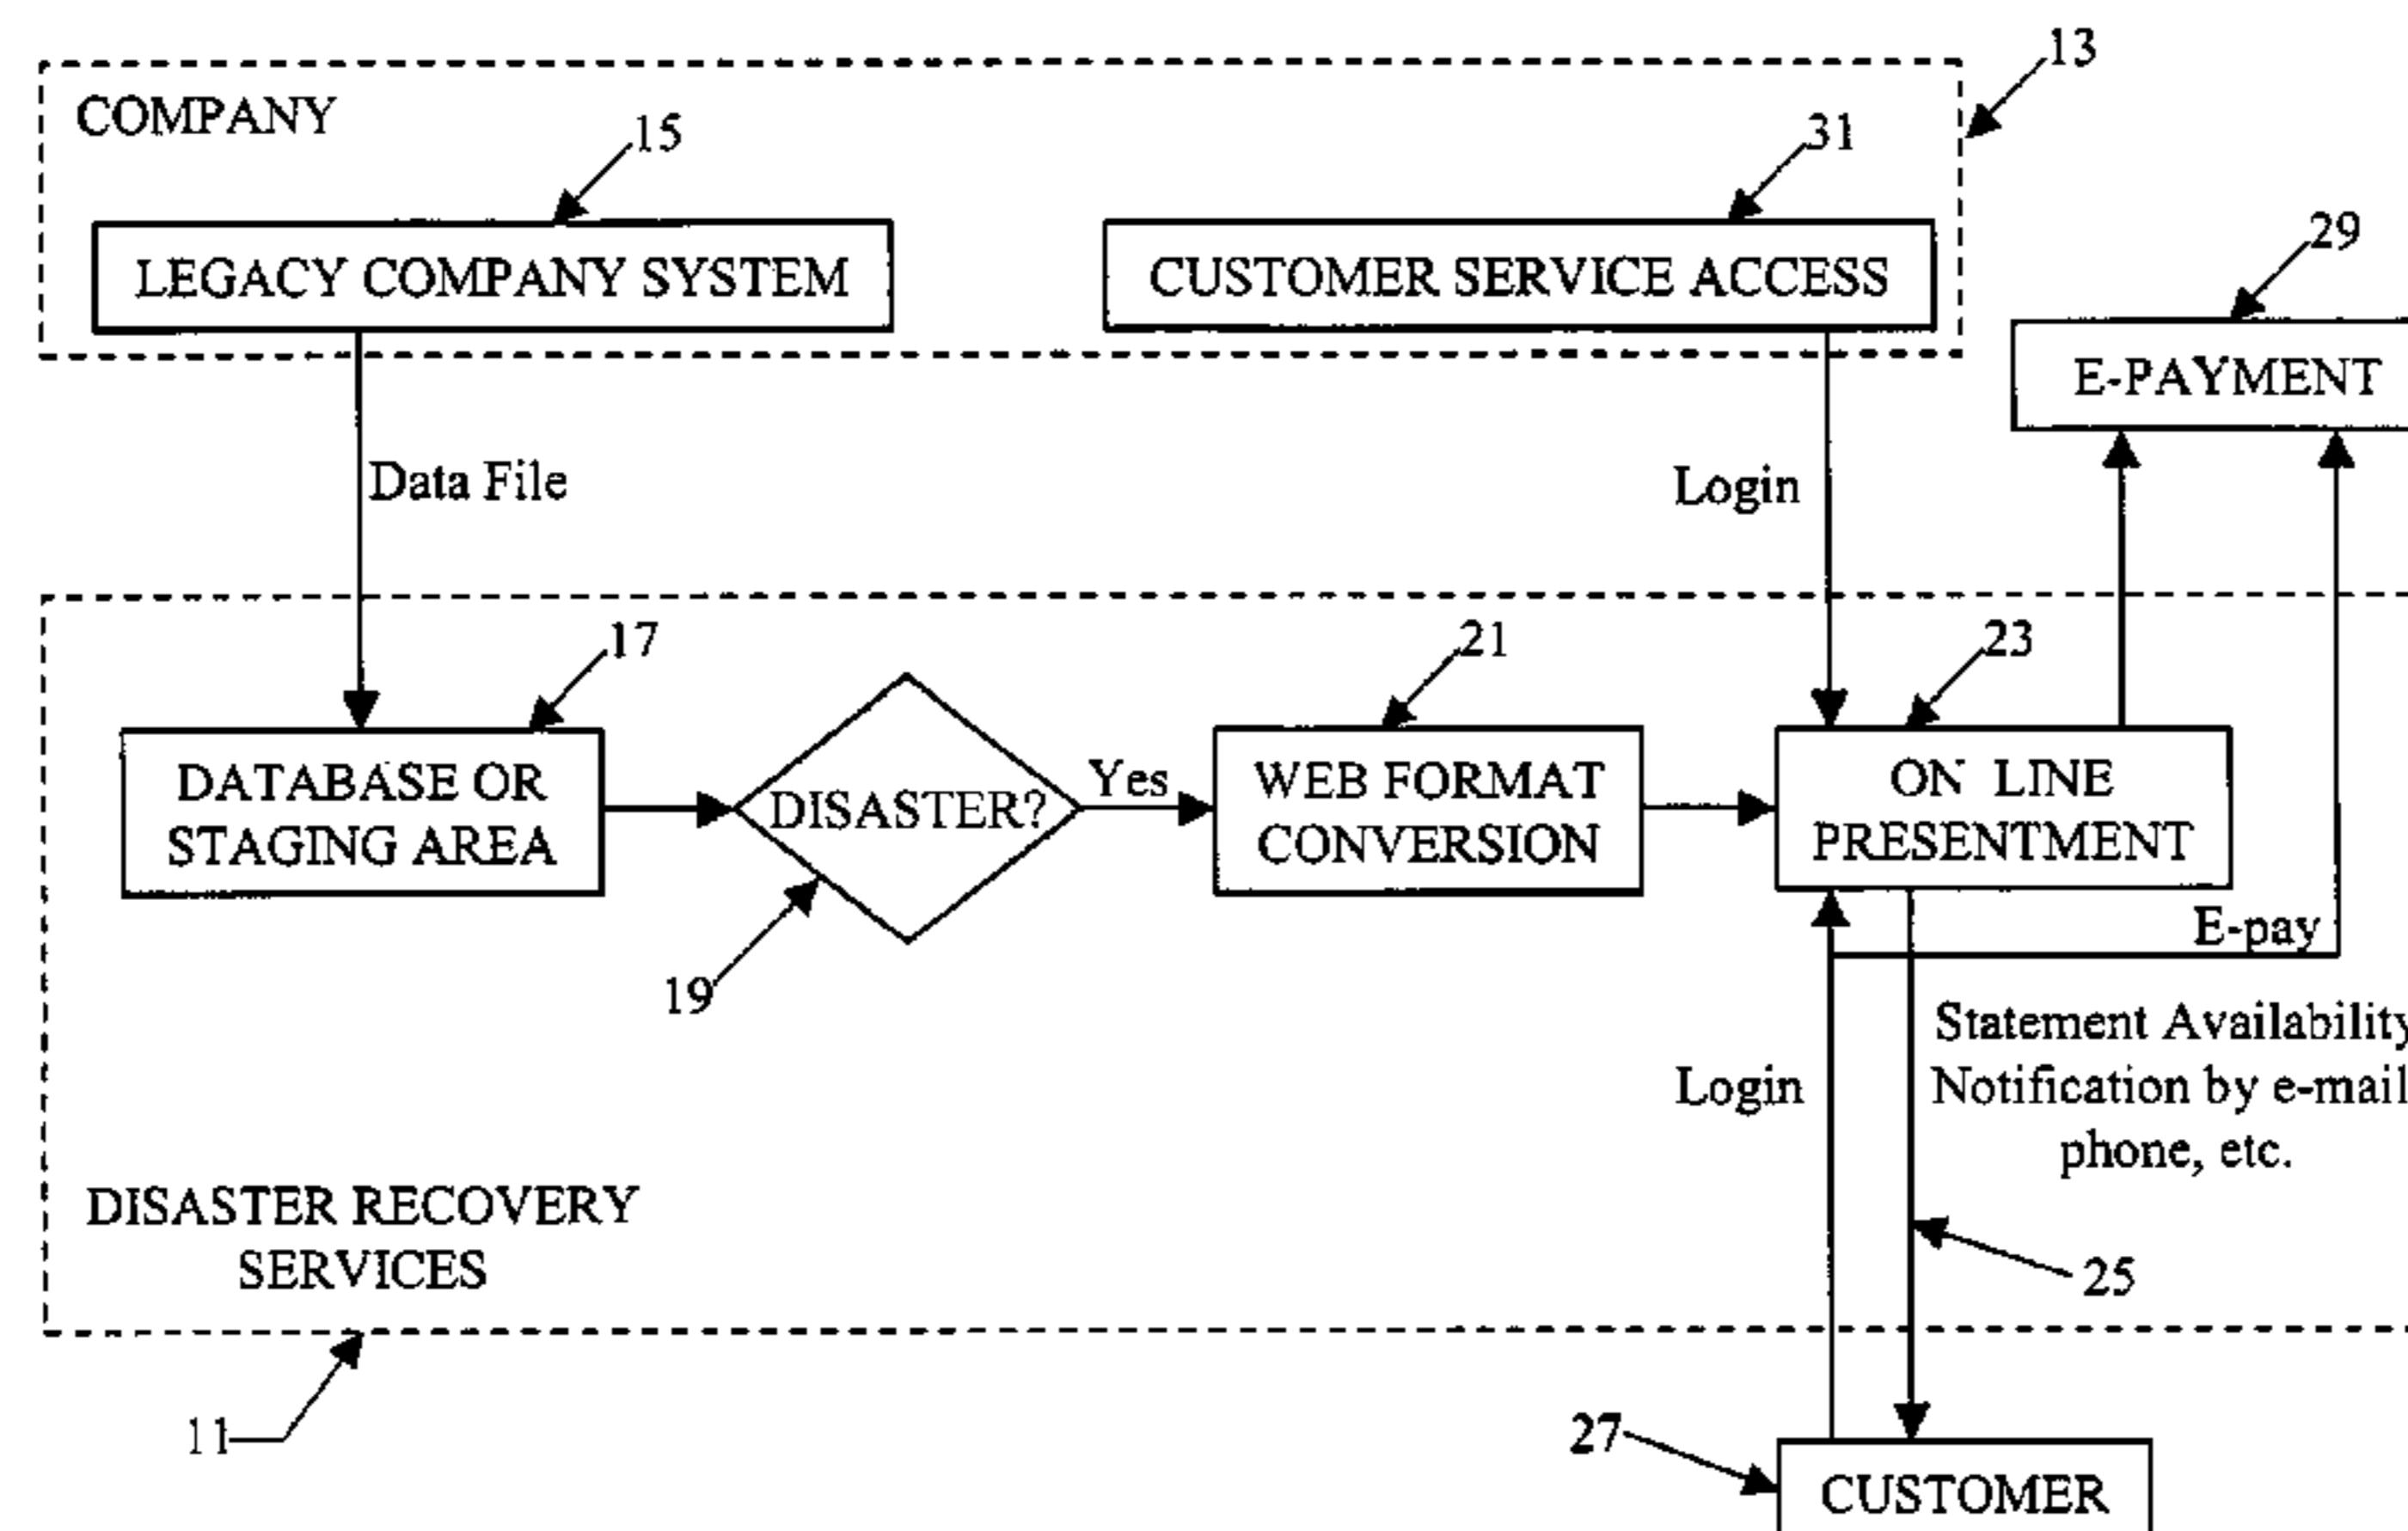 13
COMPANY
15
31
LEGACY COMPANY SYSTEM
CUSTOMER SERVICE ACCESS
29
E-PAYMENT
Data File
Login
17
21
23
DATABASE OR
STAGING AREA
DISASTER?
Yes
WEB FORMAT
CONVERSION
ON LINE
PRESENTMENT
E-pay
19
Statement Availability
Notification by e-mail
phone, etc.
Login
DISASTER RECOVERY
SERVICES
25
11
27
CUSTOMER